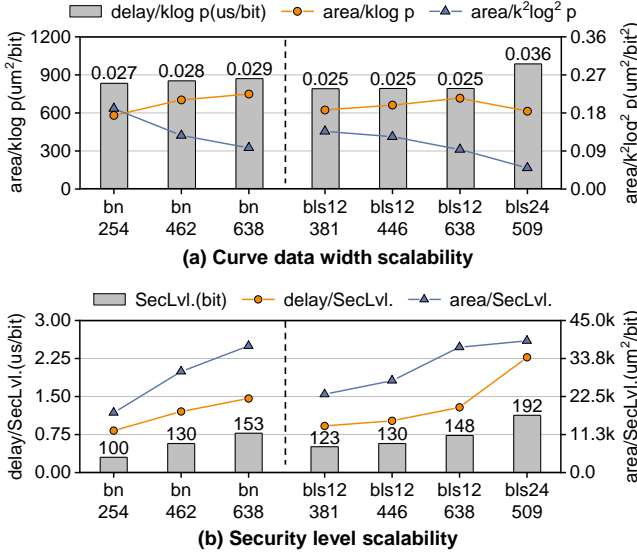 delay/klog p(us/bit) area/klog p area/k²log² p
area/klog p(um²/bit)
1200
900
600
300
0
0.027 0.028 0.029 0.025 0.025 0.025 0.036
0.36
0.27
0.18
0.09
0.00
area/k²log² p(um²/bit²)
bn bn bn bls12 bls12 bls12 bls24
254 462 638 381 446 638 509
(a) Curve data width scalability
SecLvl.(bit) delay/SecLvl. area/SecLvl.
delay/SecLvl.(us/bit)
3.00
2.25
1.50
0.75
0.00
100 130 153 123 130 148 192
45.0k
33.8k
22.5k
11.3k
0.0
area/SecLvl.(um²/bit)
bn bn bn bls12 bls12 bls12 bls24
254 462 638 381 446 638 509
(b) Security level scalability